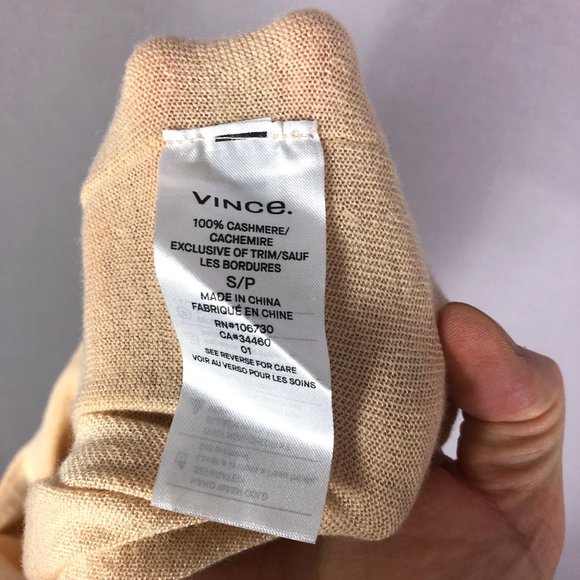 VINCE.
100% CASHMERE/
CACHEMIRE
EXCLUSIVE OF TRIM/SAUF
LES BORDURES
S/P
MADE IN CHINA
FABRIQUÉ EN CHINE
RN#106730
CA#34460
01
SEE REVERSE FOR CARE
VOIR AU VERSO POUR LES SOINS